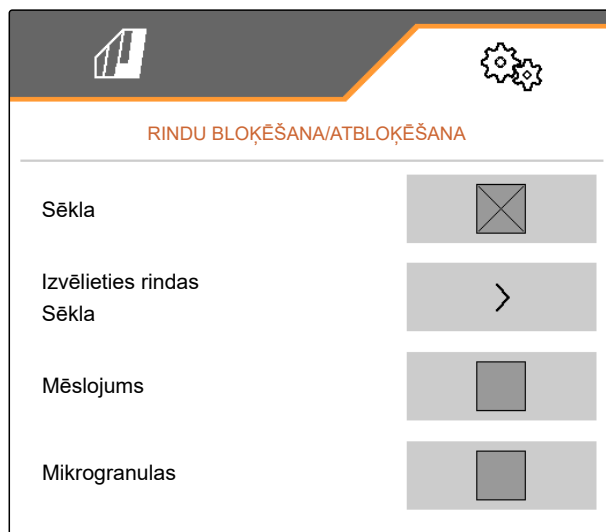 RINDU BLOĶĒŠANA/ATBLOĶĒŠANA
Sēkla
Izvēlieties rindas
Sēkla
Mēslojums
Mikrogranulas